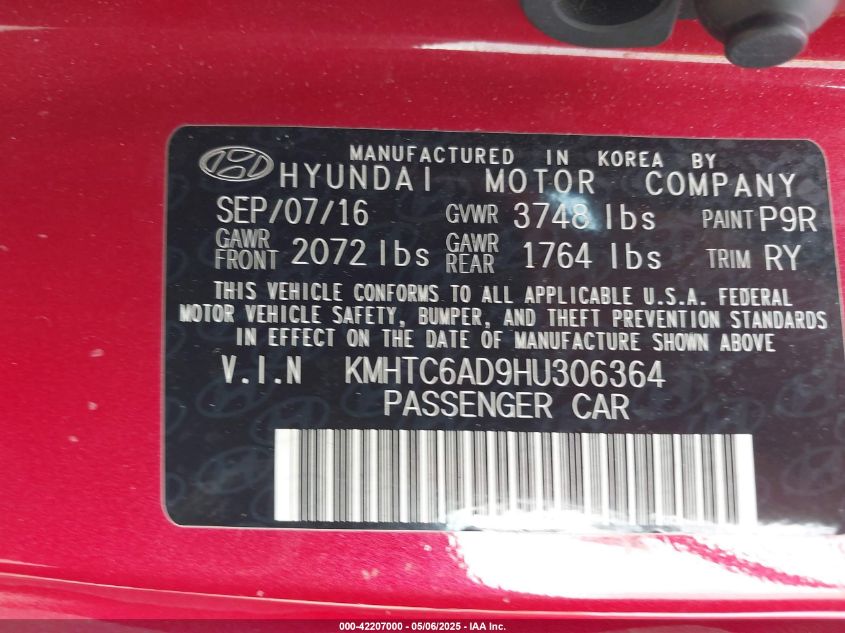 MANUFACTURED IN KOREA BY
HYUNDAI MOTOR COMPANY
SEP/07/16 GVWR 3748 lbs PAINT P9R
GAWR FRONT 2072 lbs GAWR REAR 1764 lbs TRIM RY
THIS VEHICLE CONFORMS TO ALL APPLICABLE U.S.A. FEDERAL
MOTOR VEHICLE SAFETY, BUMPER, AND THEFT PREVENTION STANDARDS
IN EFFECT ON THE DATE OF MANUFACTURE SHOWN ABOVE
V.I.N KMHTC6AD9HU306364
PASSENGER CAR
000-42207000 - 05/06/2025 - IAA Inc.